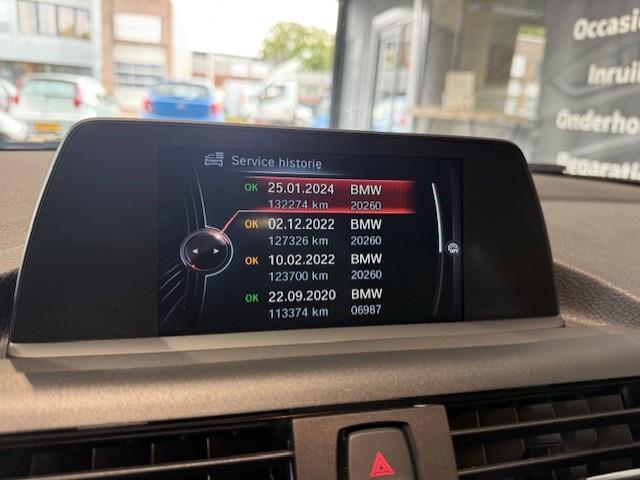 Occasio
Inruil
Onderho
Reparatie
Service historie
OK 25.01.2024 BMW
132274 km 20260
OK 02.12.2022 BMW
127326 km 20260
OK 10.02.2022 BMW
123700 km 20260
OK 22.09.2020 BMW
113374 km 06987